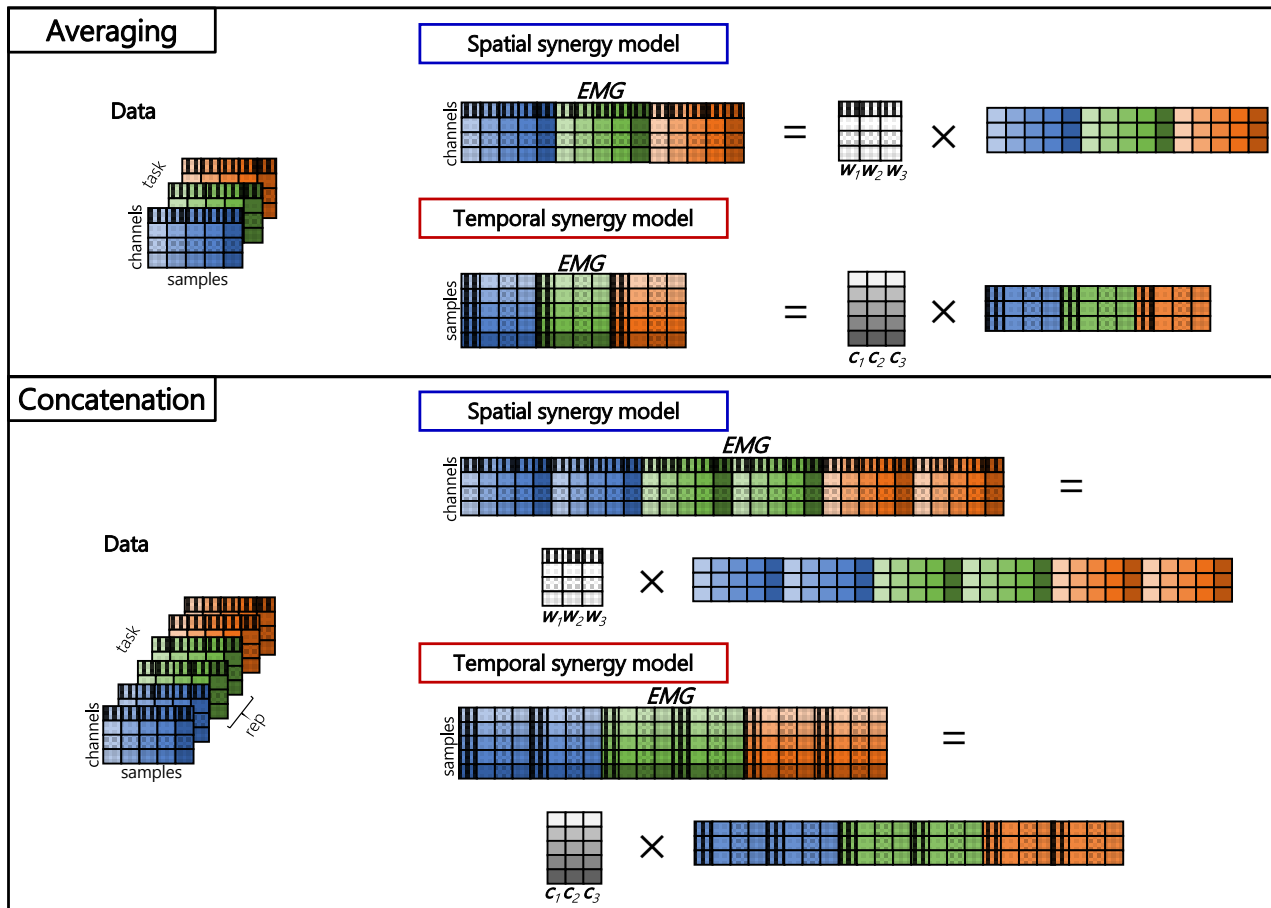 Averaging
Spatial synergy model
Data
EMG
channels
=
×
w1 w2 w3
task
channels
samples
Temporal synergy model
EMG
samples
=
×
c1 c2 c3
Concatenation
Spatial synergy model
EMG
channels
=
Data
×
w1 w2 w3
task
channels
rep
samples
Temporal synergy model
EMG
samples
=
×
c1 c2 c3